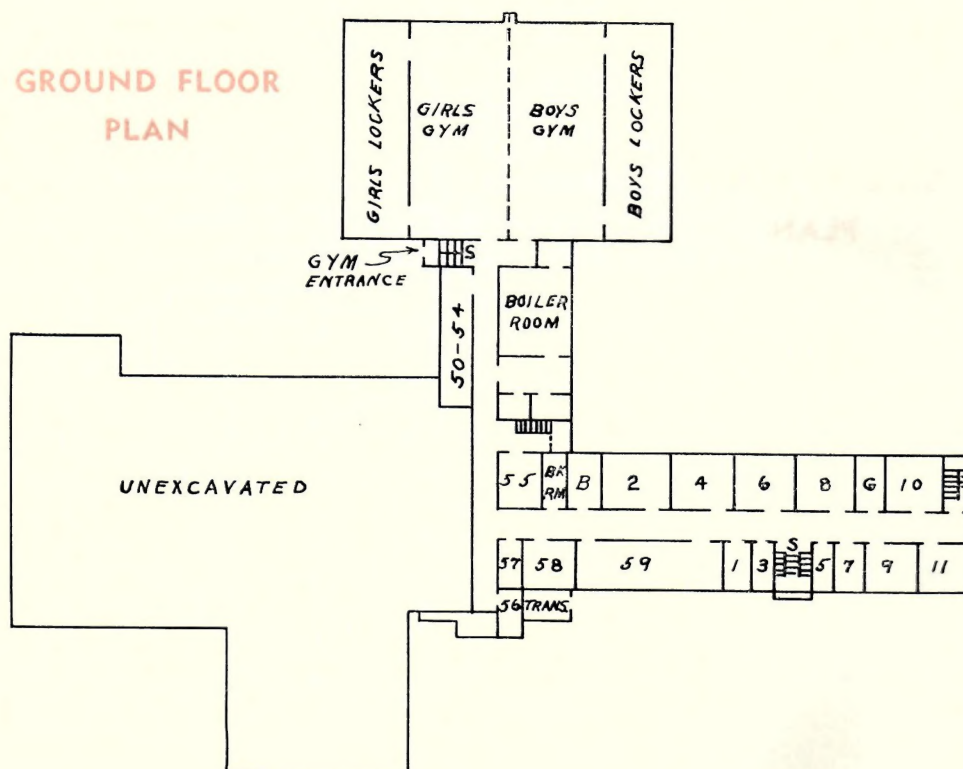 GROUND FLOOR
PLAN
GIRLS LOCKERS
GIRLS
GYM
BOYS
GYM
BOYS LOCKERS
PLAN
GYM
ENTRANCE
S
BOILER
ROOM
50-54
UNEXCAVATED
55
BK
RM
B
2
4
6
8
G
10
57
58
59
1
3
S
5
7
9
11
56
TRANS.